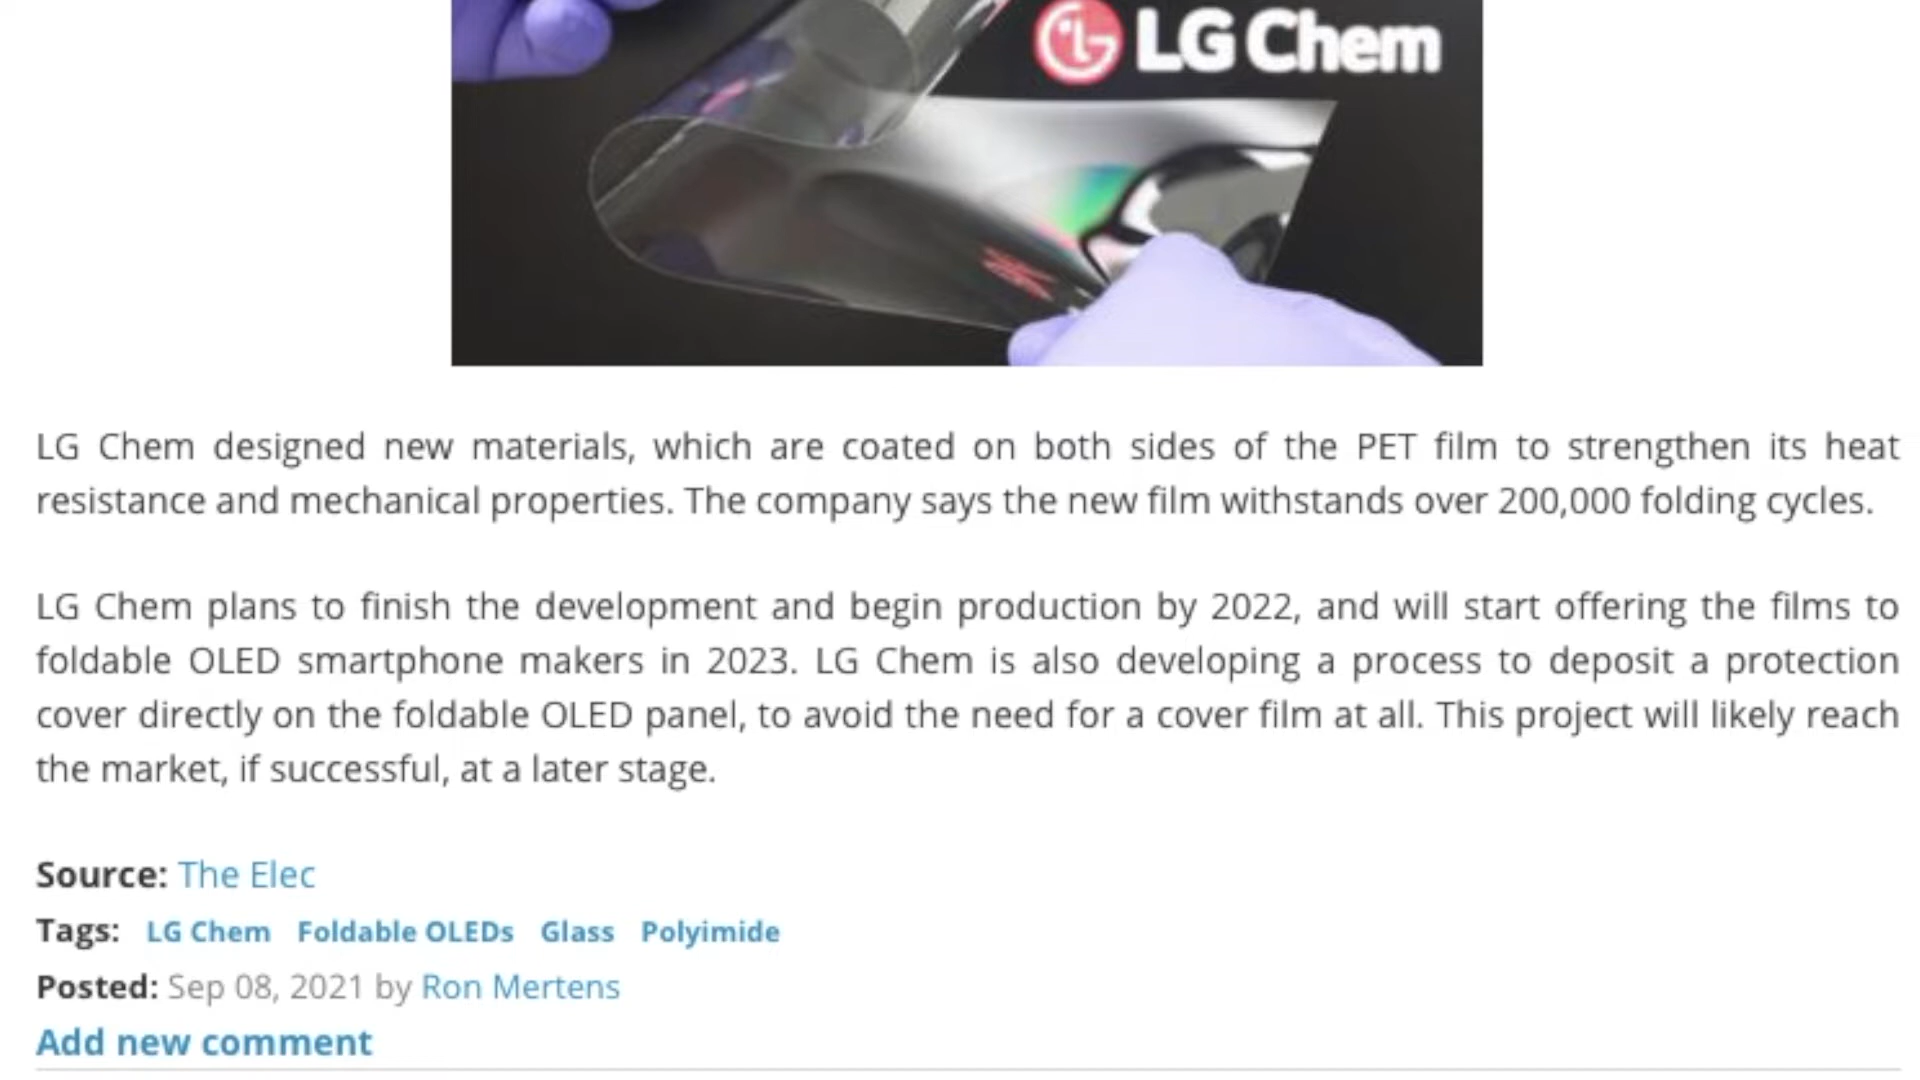 LG Chem
LG Chem designed new materials, which are coated on both sides of the PET film to strengthen its heat
resistance and mechanical properties. The company says the new film withstands over 200,000 folding cycles.
LG Chem plans to finish the development and begin production by 2022, and will start offering the films to
foldable OLED smartphone makers in 2023. LG Chem is also developing a process to deposit a protection
cover directly on the foldable OLED panel, to avoid the need for a cover film at all. This project will likely reach
the market, if successful, at a later stage.
Source: The Elec
Tags: LG Chem Foldable OLEDs Glass Polyimide
Posted: Sep 08, 2021 by Ron Mertens
Add new comment